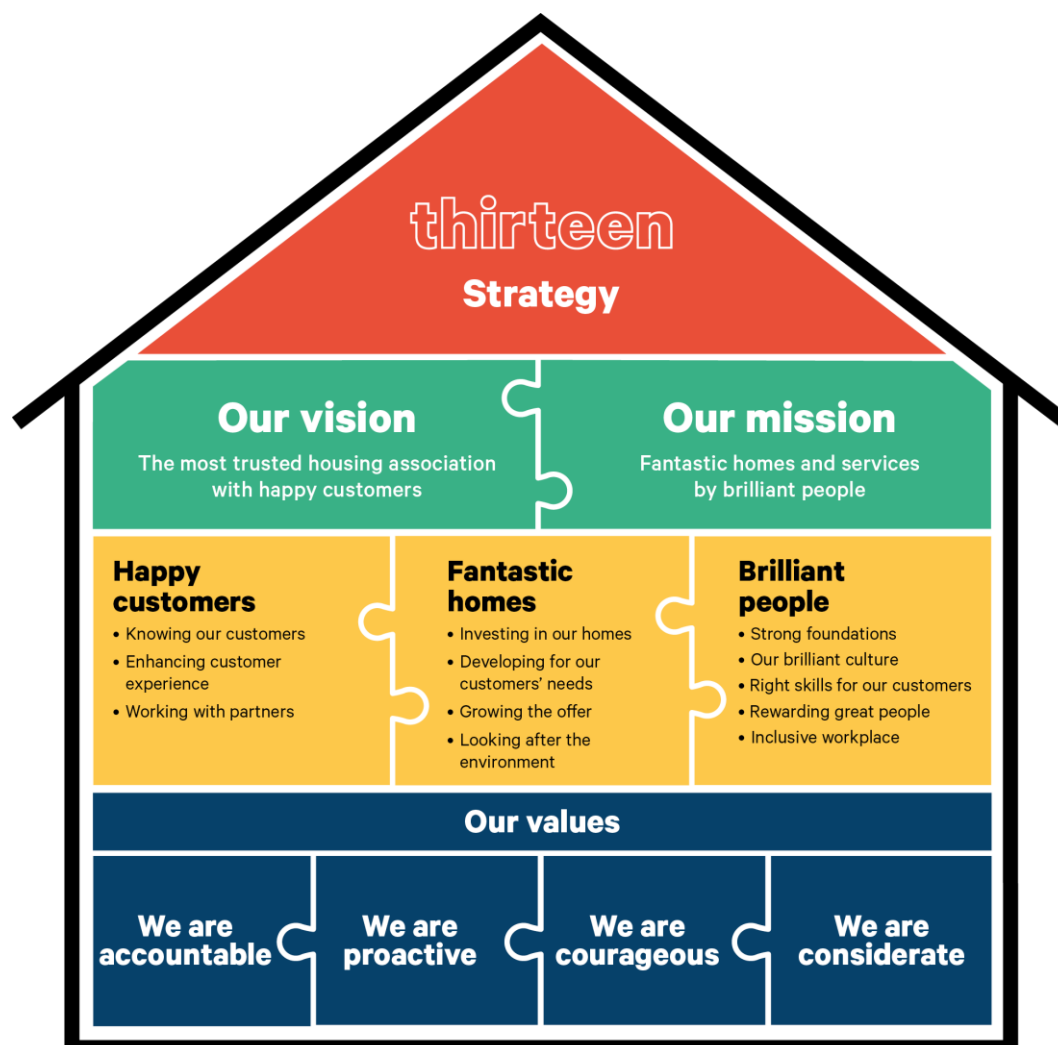 thirteen
Strategy
Our vision
The most trusted housing association
with happy customers
Our mission
Fantastic homes and services
by brilliant people
Happy
customers
• Knowing our customers
• Enhancing customer
experience
• Working with partners
Fantastic
homes
• Investing in our homes
• Developing for our
customers’ needs
• Growing the offer
• Looking after the
environment
Brilliant
people
• Strong foundations
• Our brilliant culture
• Right skills for our customers
• Rewarding great people
• Inclusive workplace
Our values
We are
accountable
We are
proactive
We are
courageous
We are
considerate